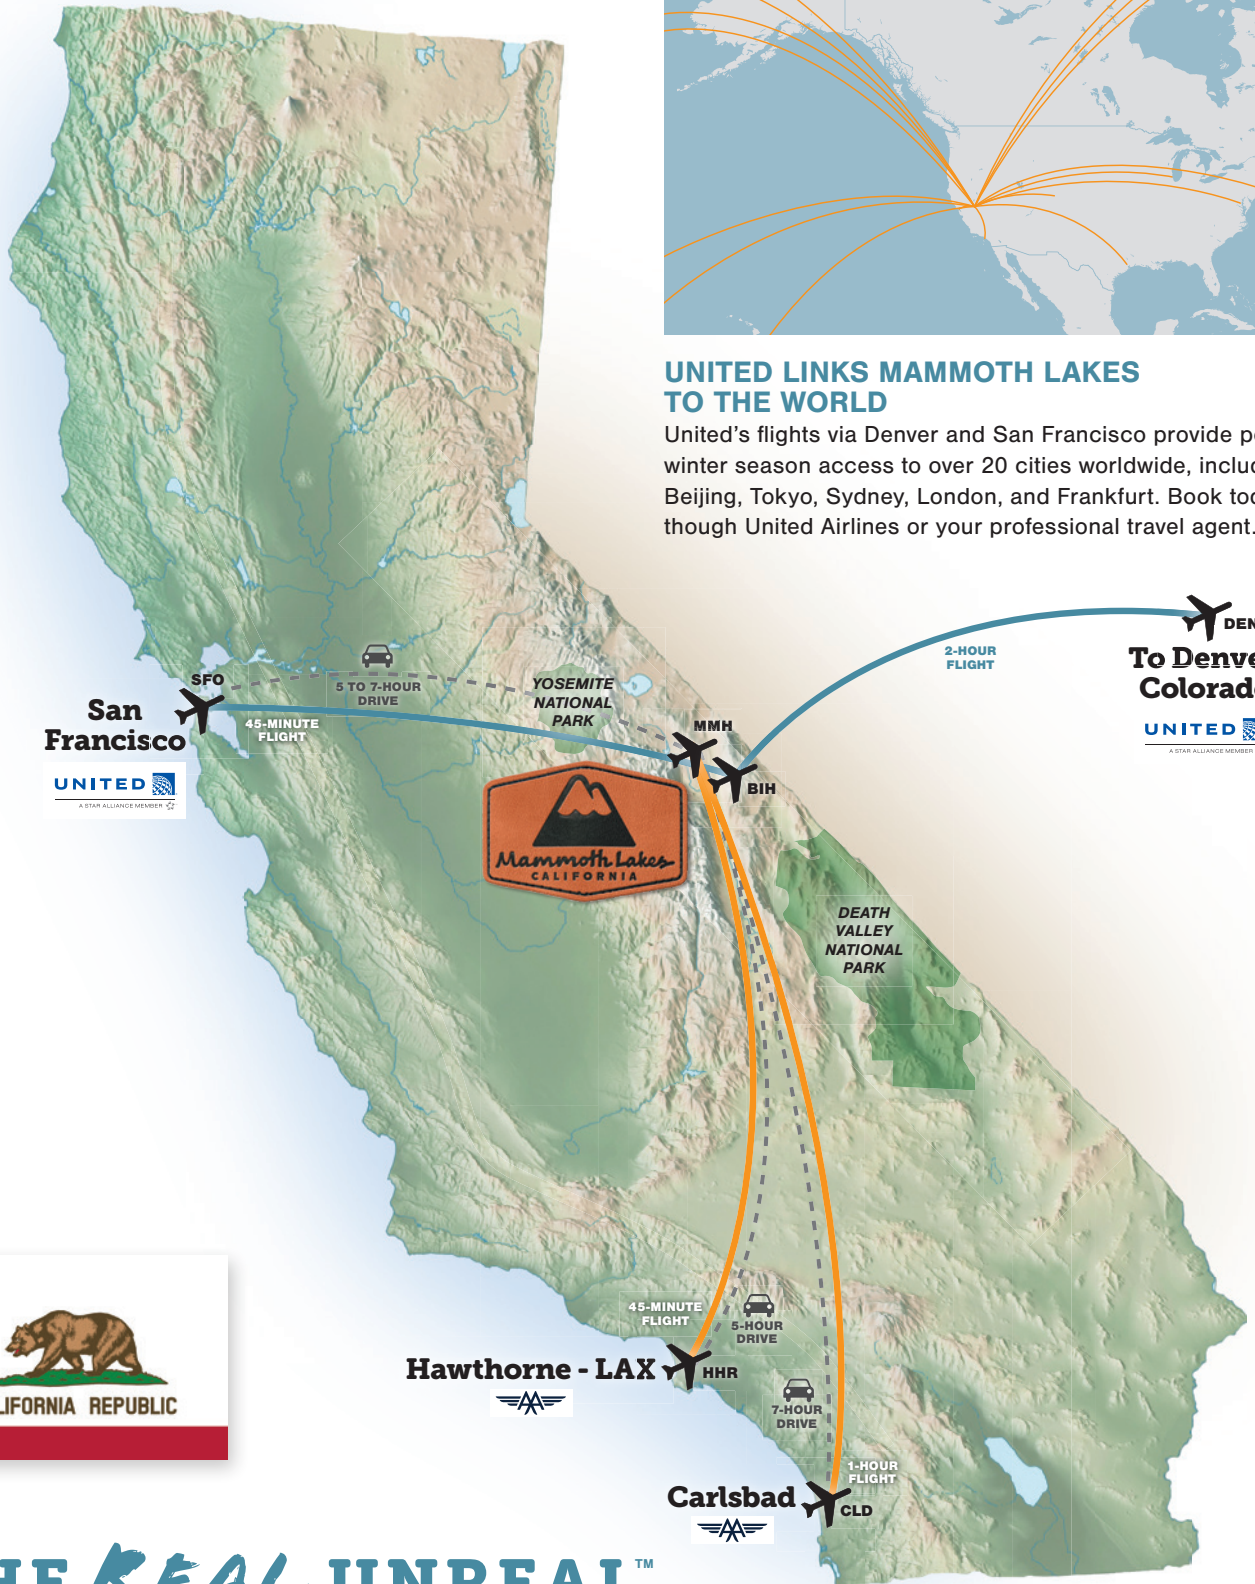 UNITED LINKS MAMMOTH LAKES
TO THE WORLD
United's flights via Denver and San Francisco provide
winter season access to over 20 cities worldwide,
Beijing, Tokyo, Sydney, London, and Frankfurt. Book
though United Airlines or your professional travel agent.
DEN
To
Colorad
UNITED
A STAR ALLIANCE MEMBER
2-HOUR
FLIGHT
SFO
San
Francisco
UNITED
A STAR ALLIANCE MEMBER
5 TO 7-HOUR
DRIVE
45-MINUTE
FLIGHT
YOSEMITE
NATIONAL
PARK
MMH
BIH
Mammoth Lakes
CALIFORNIA
DEATH
VALLEY
NATIONAL
PARK
45-MINUTE
FLIGHT
5-HOUR
DRIVE
Hawthorne - LAX
HHR
7-HOUR
DRIVE
1-HOUR
FLIGHT
Carlsbad
CLD
LIFORNIA REPUBLIC
HE REAL UNREAL™